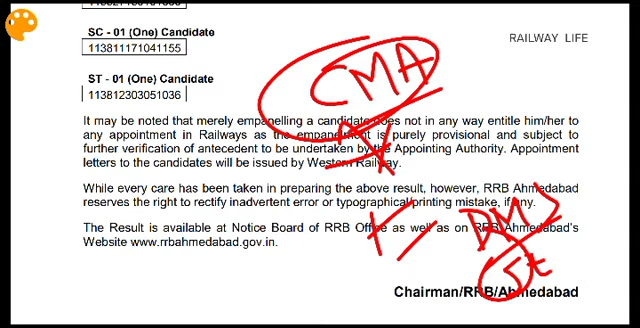 SC - 01 (One) Candidate
113811171041155
RAILWAY LIFE
ST - 01 (One) Candidate
113812303051036
CMA
It may be noted that merely empanelling a candidate does not in any way entitle him/her to
any appointment in Railways as the empanelment is purely provisional and subject to
further verification of antecedent to be undertaken by the Appointing Authority. Appointment
letters to the candidates will be issued by Western Railway.
While every care has been taken in preparing the above result, however, RRB Ahmedabad
reserves the right to rectify inadvertent error or typographical printing mistake, if any.
The Result is available at Notice Board of RRB Office as well as on RRB Ahmedabad's
Website www.rrbahmedabad.gov.in.
Chairman/RRB/Ahmedabad